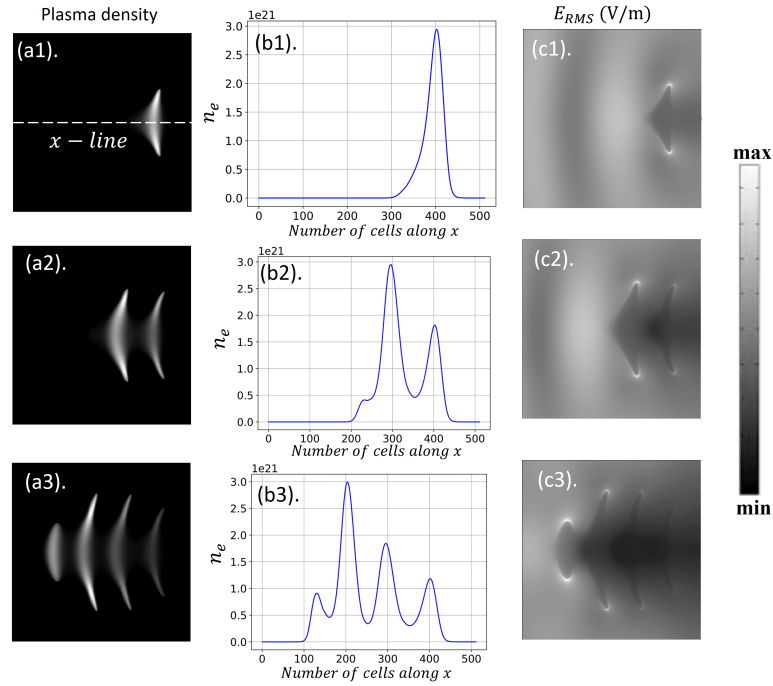 Plasma density
E_RMS (V/m)
(a1).
x − line
1e21
(b1).
3.0
2.5
2.0
1.5
1.0
0.5
0.0
n_e
0 100 200 300 400 500
Number of cells along x
(c1).
max
min
(a2).
1e21
(b2).
3.0
2.5
2.0
1.5
1.0
0.5
0.0
n_e
0 100 200 300 400 500
Number of cells along x
(c2).
(a3).
1e21
(b3).
3.0
2.5
2.0
1.5
1.0
0.5
0.0
n_e
0 100 200 300 400 500
Number of cells along x
(c3).